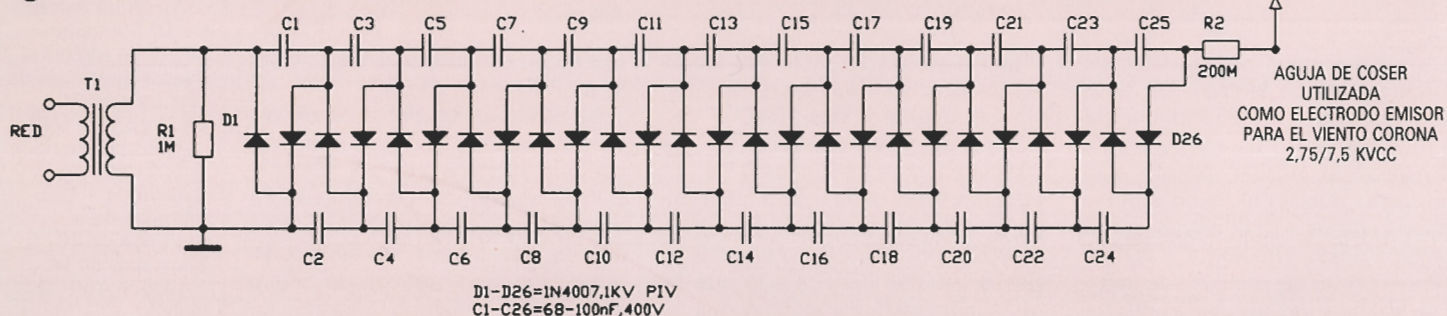 C1 C3 C5 C7 C9 C11 C13 C15 C17 C19 C21 C23 C25 R2
200M
T1
RED
R1
1M
D1
D26
AGUJA DE COSER
UTILIZADA
COMO ELECTRODO EMISOR
PARA EL VIENTO CORONA
2,75/7,5 KVCC
C2 C4 C6 C8 C10 C12 C14 C16 C18 C20 C22 C24
D1-D26=1N4007,1KV PIV
C1-C26=68-100nF,400V